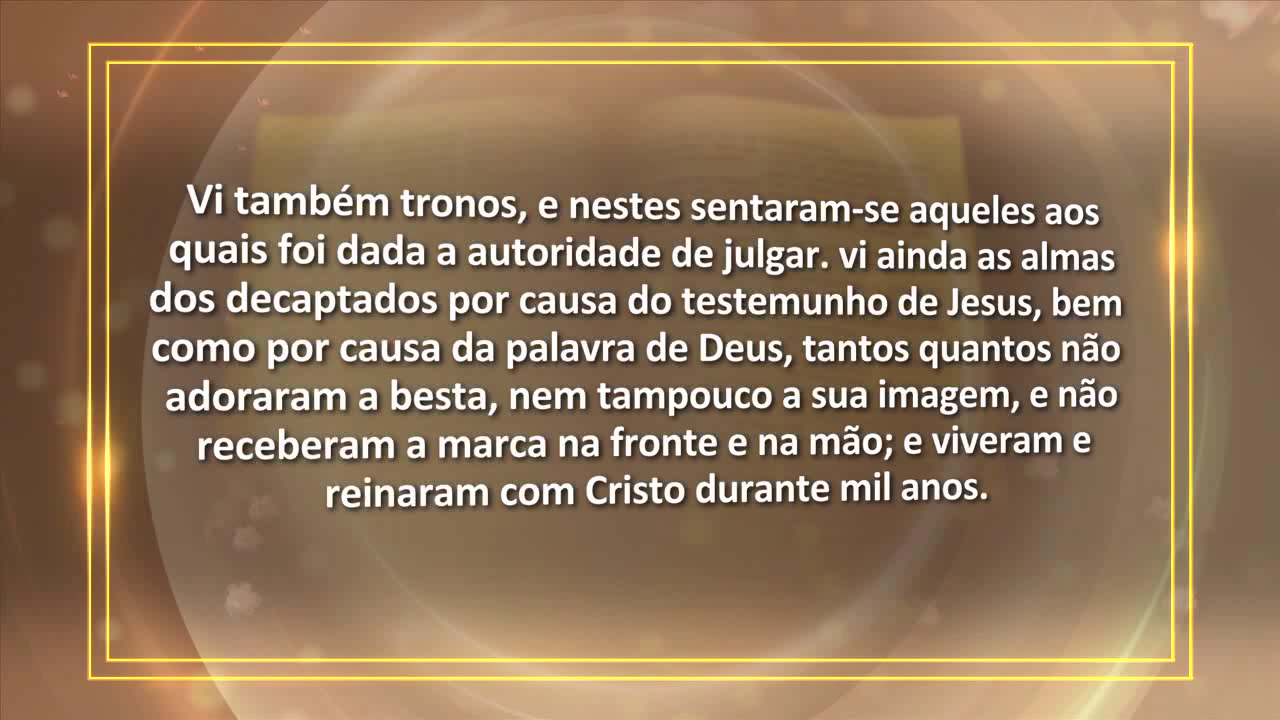 Vi também tronos, e nestes sentaram-se aqueles aos
quais foi dada a autoridade de julgar. vi ainda as almas
dos decaptados por causa do testemunho de Jesus, bem
como por causa da palavra de Deus, tantos quantos não
adoraram a besta, nem tampouco a sua imagem, e não
receberam a marca na fronte e na mão; e viveram e
reinaram com Cristo durante mil anos.